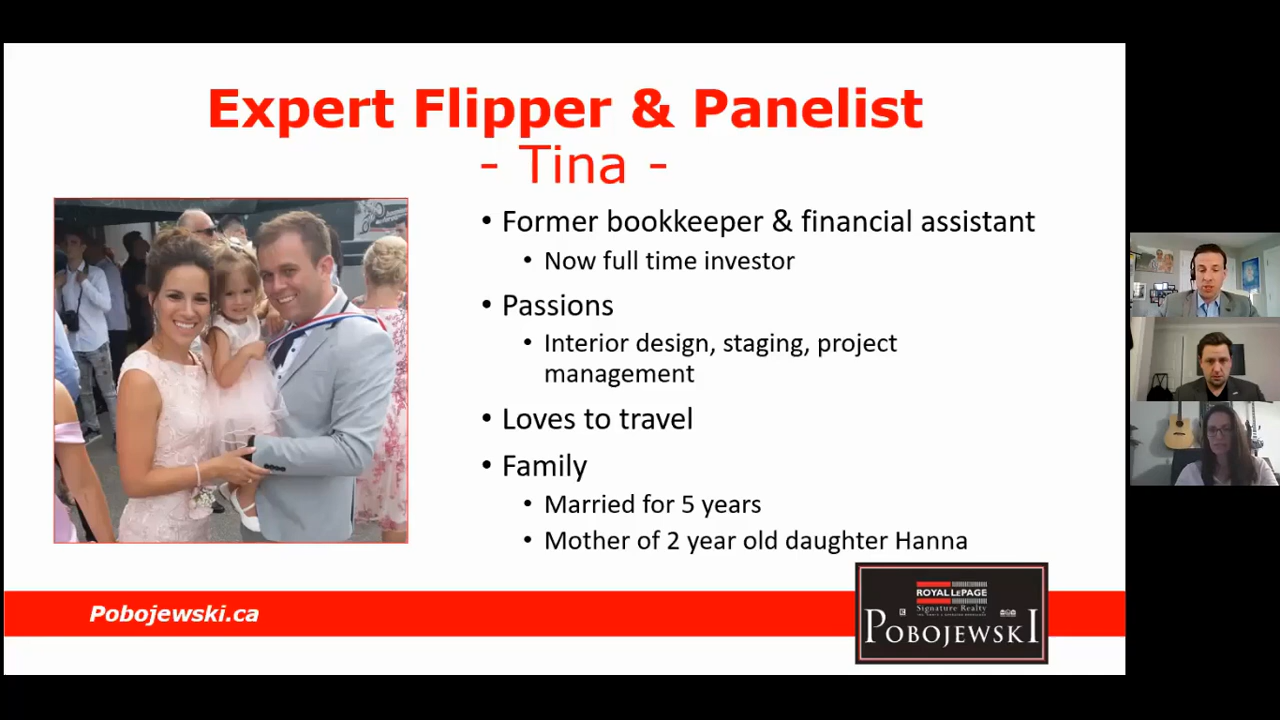 Expert Flipper & Panelist
- Tina -
• Former bookkeeper & financial assistant
• Now full time investor
• Passions
• Interior design, staging, project
management
• Loves to travel
• Family
• Married for 5 years
• Mother of 2 year old daughter Hanna
Pobojewski.ca
ROYAL LEPAGE
Signature Realty
POBOJEWSKI